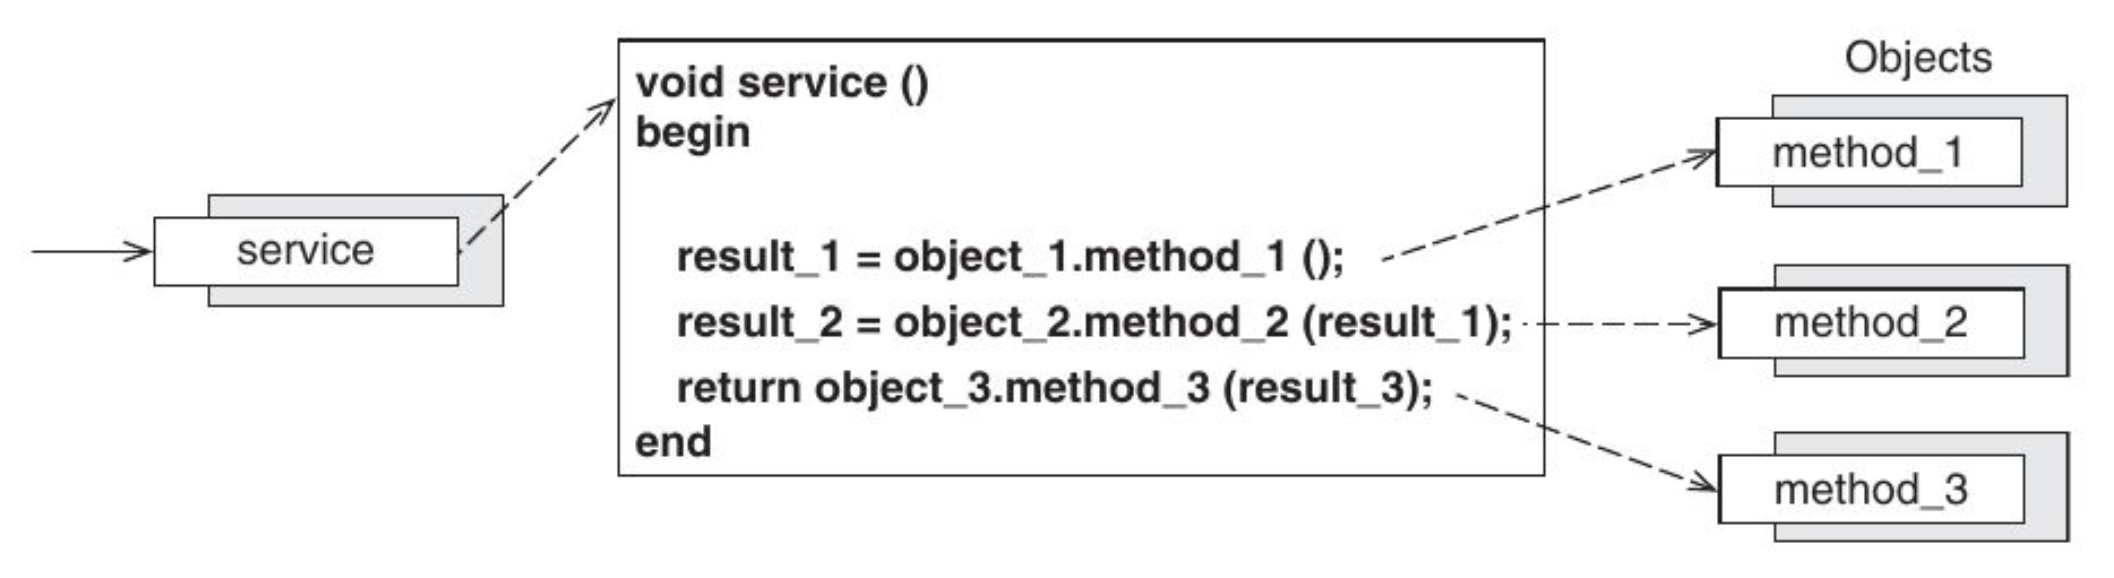 service
void service ()
begin
result_1 = object_1.method_1 ();
result_2 = object_2.method_2 (result_1);
return object_3.method_3 (result_3);
end
Objects
method_1
method_2
method_3